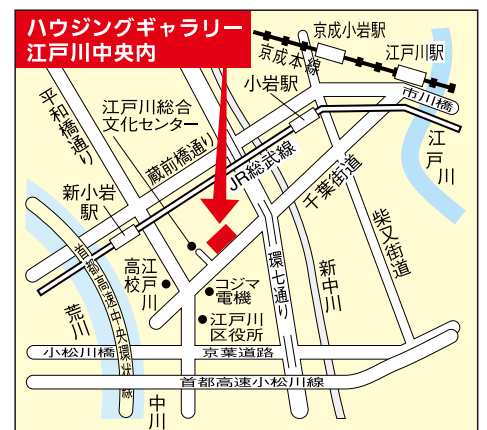 ハウジングギャラリー
江戸川中央内
京成小岩駅
京成本線
江戸川駅
小岩駅
市川橋
江戸川
平和橋通り
江戸川総合
文化センター
蔵前橋通り
JR総武線
千葉街道
柴又街道
新小岩
駅
首都高速中央環状線
荒川
江戸川
高校
コジマ
電機
江戸川
区役所
環七通り
新中川
小松川橋
京葉道路
首都高速小松川線
中川